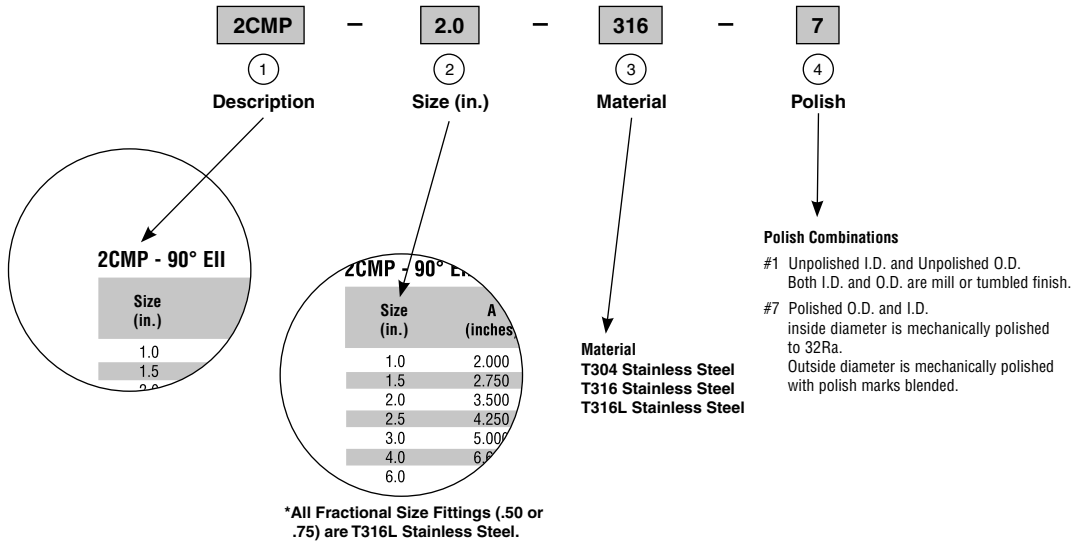 2CMP – 2.0 – 316 – 7
1 2 3 4
Description Size (in.) Material Polish
2CMP - 90° Ell
Size
(in.)
1.0
1.5
2CMP - 90°
Size A
(in.) (inches)
1.0 2.000
1.5 2.750
2.0 3.500
2.5 4.250
3.0 5.000
4.0
6.0
*All Fractional Size Fittings (.50 or
.75) are T316L Stainless Steel.
Material
T304 Stainless Steel
T316 Stainless Steel
T316L Stainless Steel
Polish Combinations
#1 Unpolished I.D. and Unpolished O.D.
Both I.D. and O.D. are mill or tumbled finish.
#7 Polished O.D. and I.D.
inside diameter is mechanically polished
to 32Ra.
Outside diameter is mechanically polished
with polish marks blended.